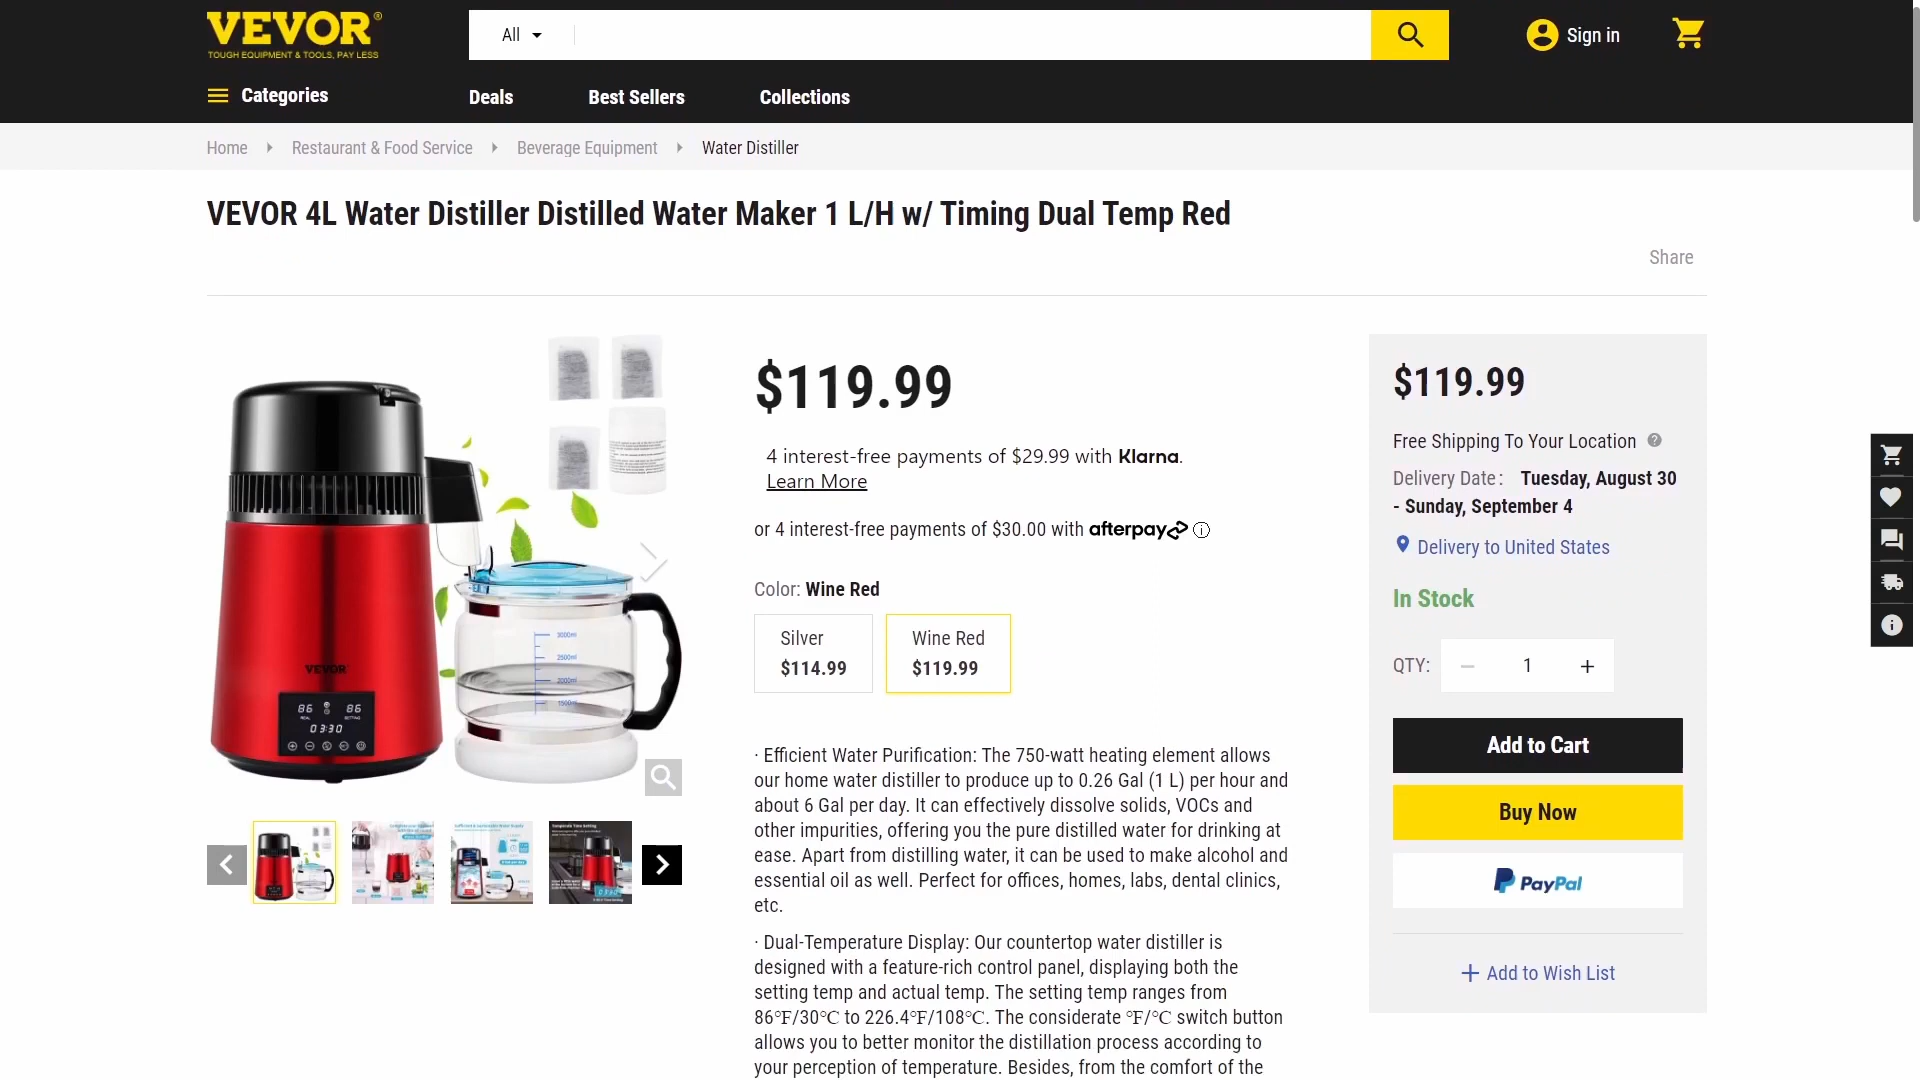 VEVOR®
TOUGH EQUIPMENT & TOOLS, PAY LESS
All
Sign in
Categories
Deals
Best Sellers
Collections
Home
Restaurant & Food Service
Beverage Equipment
Water Distiller
VEVOR 4L Water Distiller Distilled Water Maker 1 L/H w/ Timing Dual Temp Red
Share
VEVOR
86 86
REAL SETTING
03:30
3000ml
2500ml
2000ml
1500ml
$119.99
4 interest-free payments of $29.99 with Klarna.
Learn More
or 4 interest-free payments of $30.00 with afterpay
Color: Wine Red
Silver
$114.99
Wine Red
$119.99
· Efficient Water Purification: The 750-watt heating element allows
our home water distiller to produce up to 0.26 Gal (1 L) per hour and
about 6 Gal per day. It can effectively dissolve solids, VOCs and
other impurities, offering you the pure distilled water for drinking at
ease. Apart from distilling water, it can be used to make alcohol and
essential oil as well. Perfect for offices, homes, labs, dental clinics,
etc.
· Dual-Temperature Display: Our countertop water distiller is
designed with a feature-rich control panel, displaying both the
setting temp and actual temp. The setting temp ranges from
86°F/30°C to 226.4°F/108°C. The considerate °F/°C switch button
allows you to better monitor the distillation process according to
your perception of temperature. Besides, from the comfort of the
$119.99
Free Shipping To Your Location
Delivery Date: Tuesday, August 30
- Sunday, September 4
Delivery to United States
In Stock
QTY: 1
Add to Cart
Buy Now
PayPal
Add to Wish List